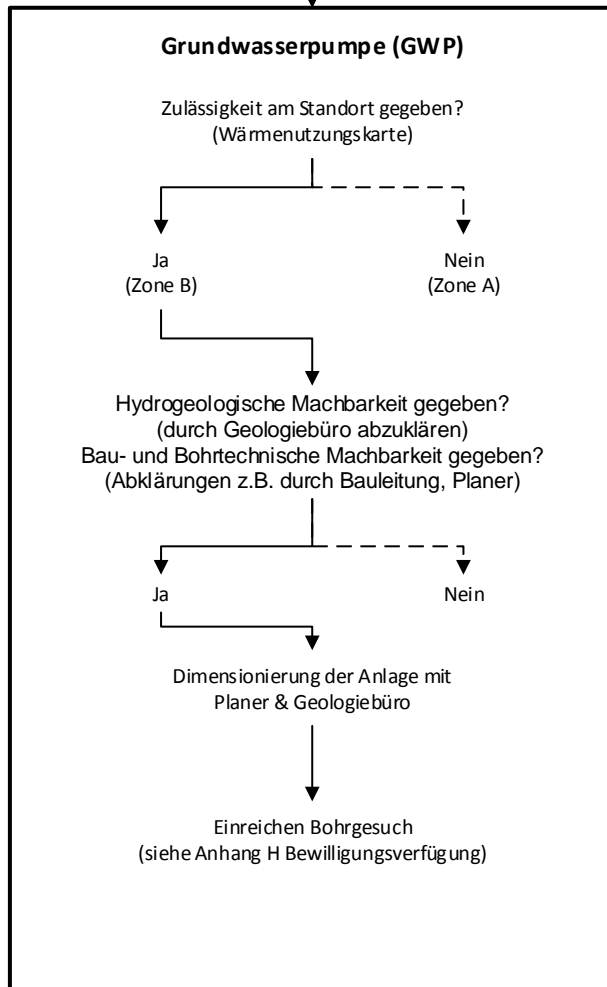 Grundwasserpumpe (GWP)
Zulässigkeit am Standort gegeben?
(Wärmenutzungskarte)
Ja
(Zone B)
Nein
(Zone A)
Hydrogeologische Machbarkeit gegeben?
(durch Geologiebüro abzuklären)
Bau- und Bohrtechnische Machbarkeit gegeben?
(Abklärungen z.B. durch Bauleitung, Planer)
Ja
Nein
Dimensionierung der Anlage mit
Planer & Geologiebüro
Einreichen Bohrgesuch
(siehe Anhang H Bewilligungsverfügung)